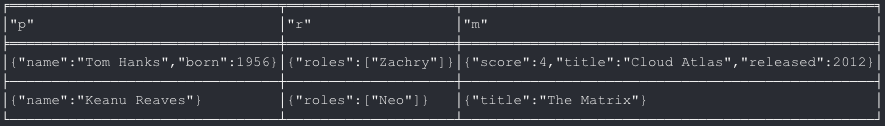 "p" "r" "m"
{"name":"Tom Hanks","born":1956} {"roles":["Zachry"]} {"score":4,"title":"Cloud Atlas","released":2012}
{"name":"Keanu Reaves"} {"roles":["Neo"]} {"title":"The Matrix"}